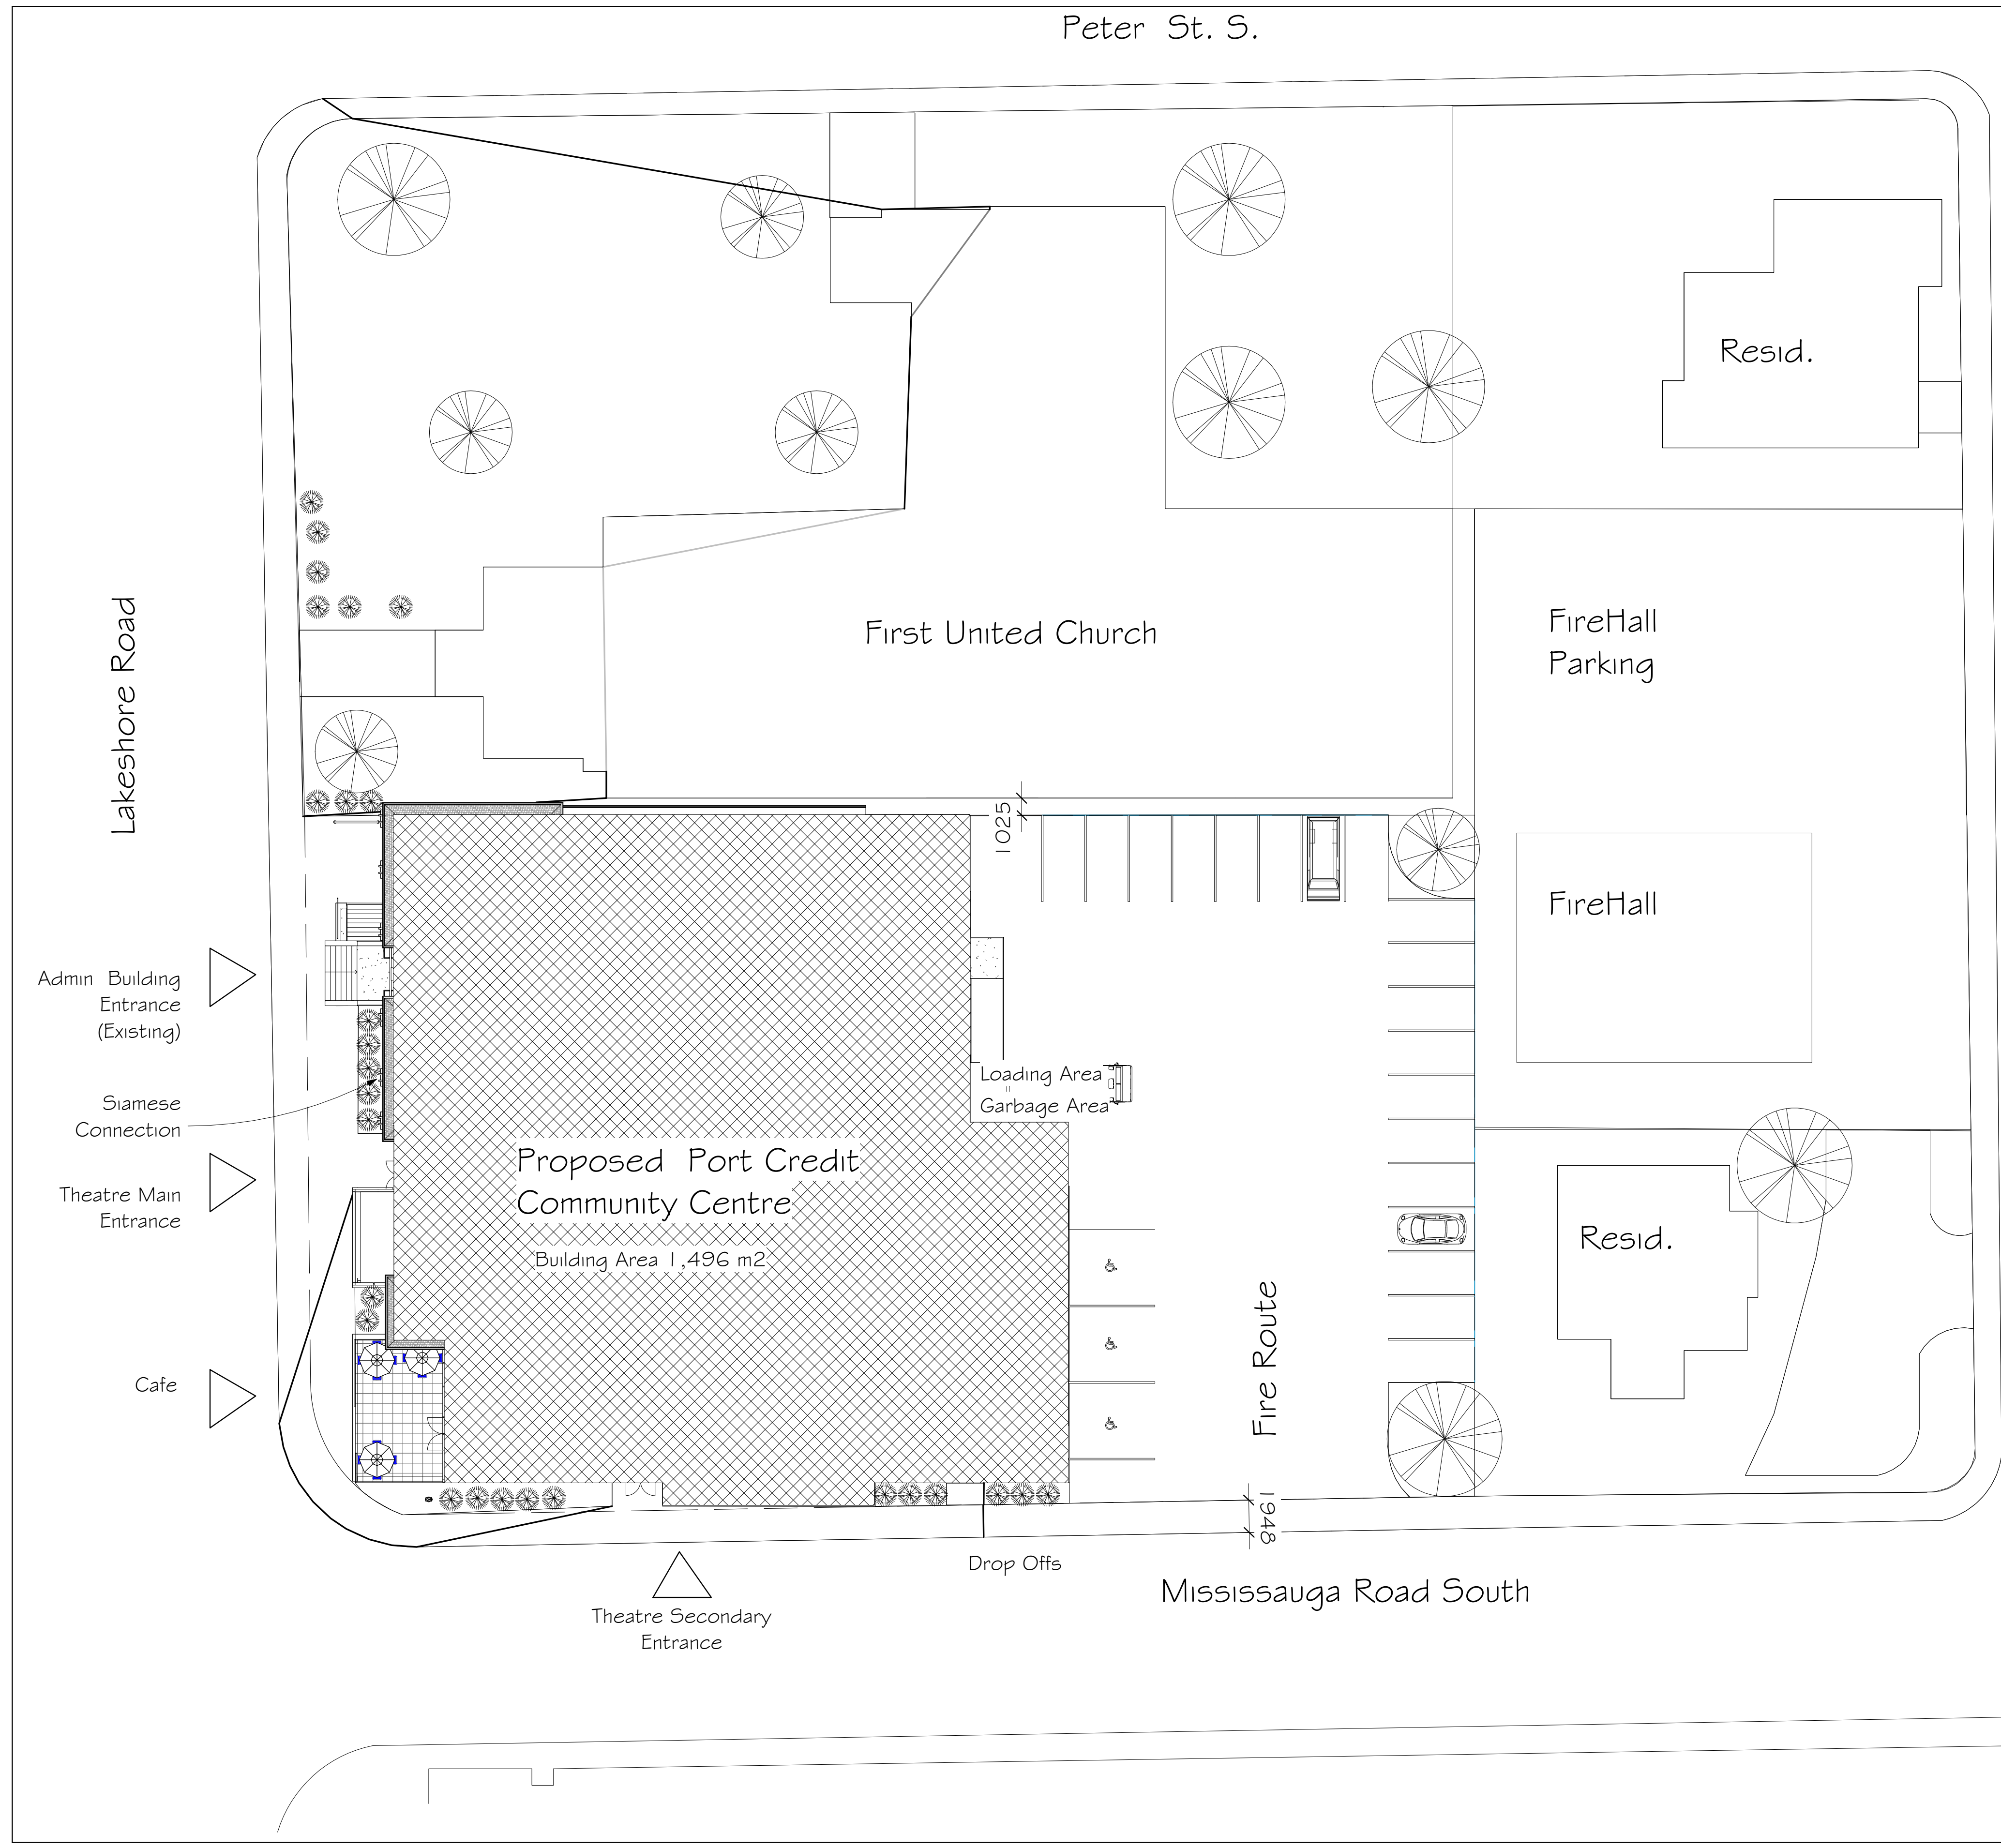 Peter St. S.
Resid.
First United Church
FireHall
Parking
Lakeshore Road
1025
FireHall
Admin Building
Entrance
(Existing)
Loading Area
Garbage Area
Siamese
Connection
Proposed Port Credit
Community Centre
Building Area 1,496 m2
Theatre Main
Entrance
Resid.
Fire Route
Cafe
1948
Drop Offs
Mississauga Road South
Theatre Secondary
Entrance